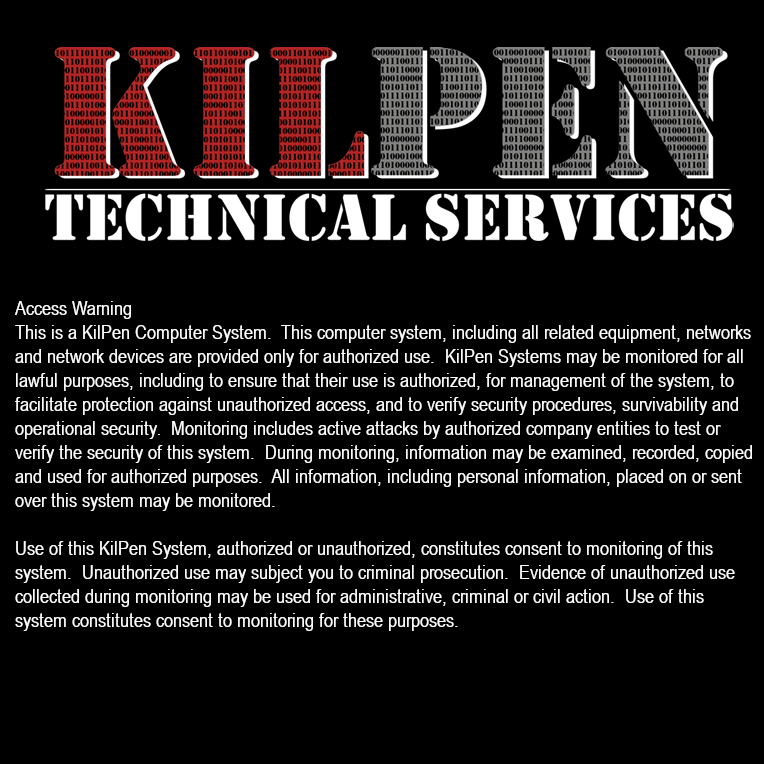 KILPEN
TECHNICAL SERVICES
Access Warning
This is a KilPen Computer System.  This computer system, including all related equipment, networks
and network devices are provided only for authorized use.  KilPen Systems may be monitored for all
lawful purposes, including to ensure that their use is authorized, for management of the system, to
facilitate protection against unauthorized access, and to verify security procedures, survivability and
operational security.  Monitoring includes active attacks by authorized company entities to test or
verify the security of this system.  During monitoring, information may be examined, recorded, copied
and used for authorized purposes.  All information, including personal information, placed on or sent
over this system may be monitored.
Use of this KilPen System, authorized or unauthorized, constitutes consent to monitoring of this
system.  Unauthorized use may subject you to criminal prosecution.  Evidence of unauthorized use
collected during monitoring may be used for administrative, criminal or civil action.  Use of this
system constitutes consent to monitoring for these purposes.